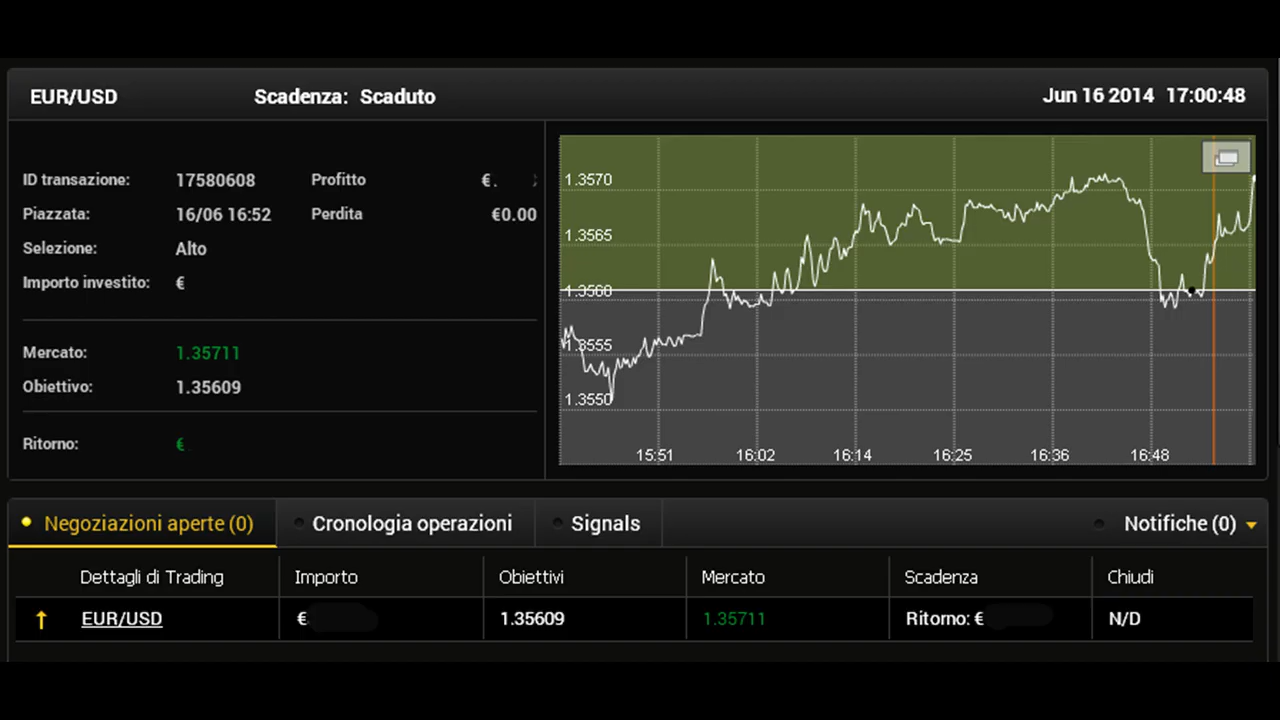 EUR/USD Scadenza: Scaduto Jun 16 2014 17:00:48
ID transazione: 17580608 Profitto €.
Piazzata: 16/06 16:52 Perdita €0.00
Selezione: Alto
Importo investito: €
Mercato: 1.35711
Obiettivo: 1.35609
Ritorno: €
1.3570
1.3565
1.3560
1.3555
1.3550
15:51 16:02 16:14 16:25 16:36 16:48
Negoziazioni aperte (0) Cronologia operazioni Signals Notifiche (0)
Dettagli di Trading Importo Obiettivi Mercato Scadenza Chiudi
↑ EUR/USD € 1.35609 1.35711 Ritorno: € N/D